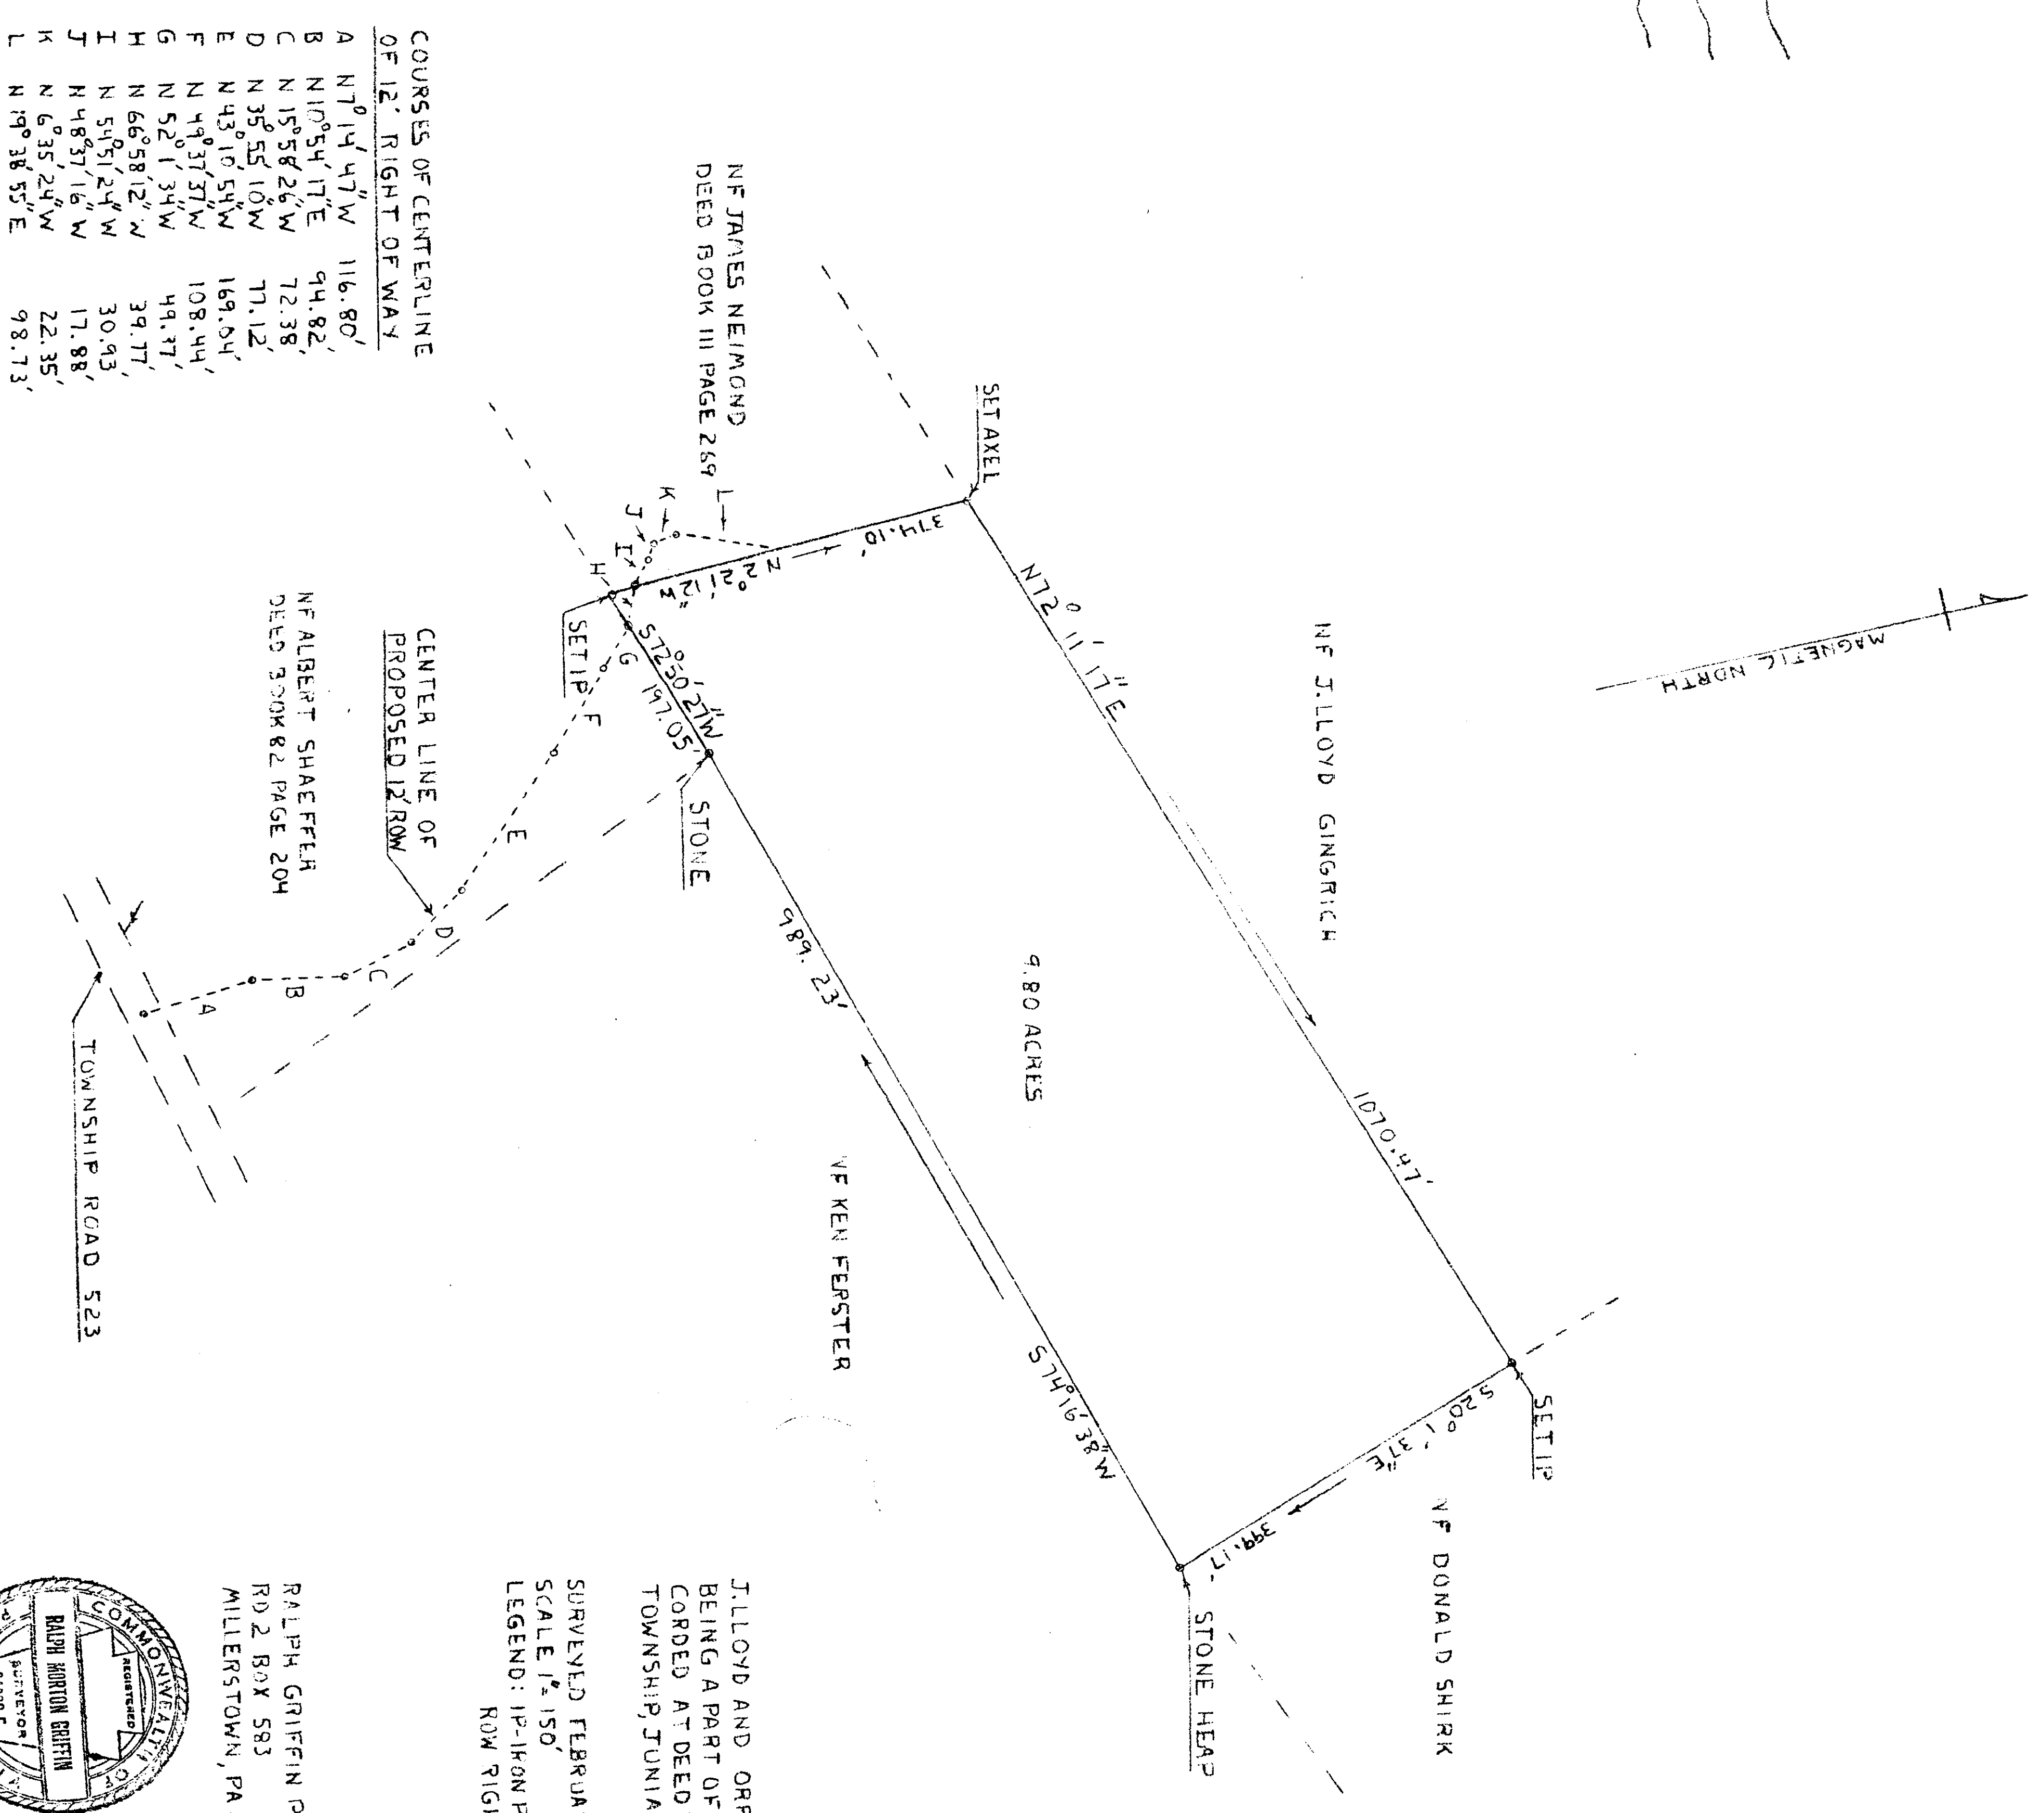 MAGNETIC NORTH
NF J. LLOYD GINGRICH
SET AXEL
N72° 11' 17" E
1070.47'
SET IP
NF DONALD SHIRK
S20° 1' 37" E
399.17'
STONE HEAP
9.80 ACRES
374.10'
N 2° 21' 12" W
NF JAMES NEIMOND
DEED BOOK 111 PAGE 269
L
K
J
I
H
G
F
E
D
C
B
A
S72°50'27"W
197.05'
SET IP
STONE
989.23'
S74°16'38"W
NF KEN FERSTER
CENTER LINE OF
PROPOSED 12' ROW
NF ALBERT SHAEFFER
DEED BOOK 82 PAGE 204
TOWNSHIP ROAD 523
COURSES OF CENTERLINE
OF 12' RIGHT OF WAY
A N7°14'47"W 116.80'
B N10°54'17"E 94.82'
C N15°58'26"W 72.38'
D N35°55'10"W 77.12'
E N43°10'54"W 169.04'
F N49°37'37"W 108.44'
G N52°1'34"W 49.37'
H N66°58'12"W 39.77'
I N54°51'24"W 30.93'
J N48°37'16"W 17.88'
K N6°35'24"W 22.35'
L N19°38'55"E 98.73'
J. LLOYD AND
BEING A PART OF
CORDED AT DEED
TOWNSHIP, JUNIA
SURVEYED FEBRUA
SCALE 1"=150'
LEGEND: IP-IRON P
ROW RIGH
RALPH GRIFFIN P
RD 2 BOX 583
MILLERSTOWN, PA
COMMONWEALTH OF
REGISTERED
RALPH MORTON GRIFFIN
SURVEYOR